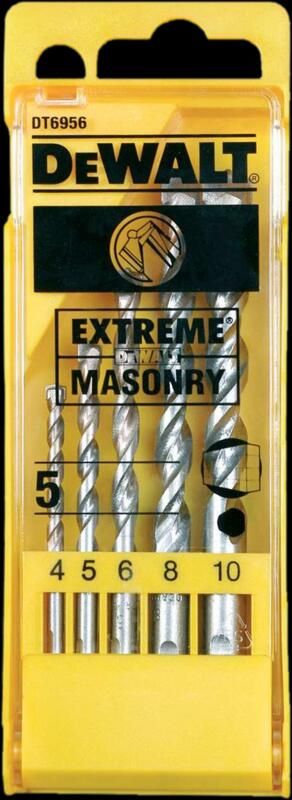 DT6956
DEWALT®
EXTREME®
DEWALT
MASONRY
5
4 5 6 8 10